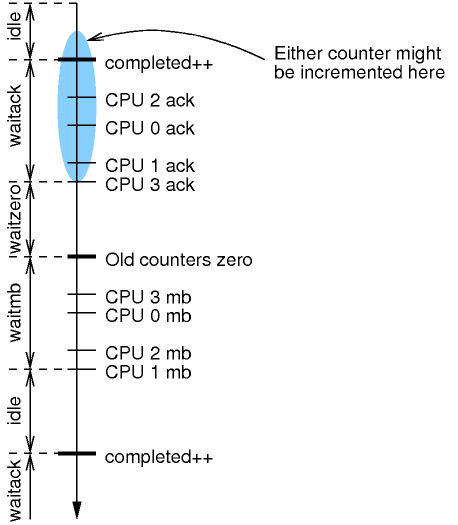 idle
Either counter might
be incremented here
completed++
waitack
CPU 2 ack
CPU 0 ack
CPU 1 ack
CPU 3 ack
waitzero
Old counters zero
waitmb
CPU 3 mb
CPU 0 mb
CPU 2 mb
CPU 1 mb
idle
completed++
waitack